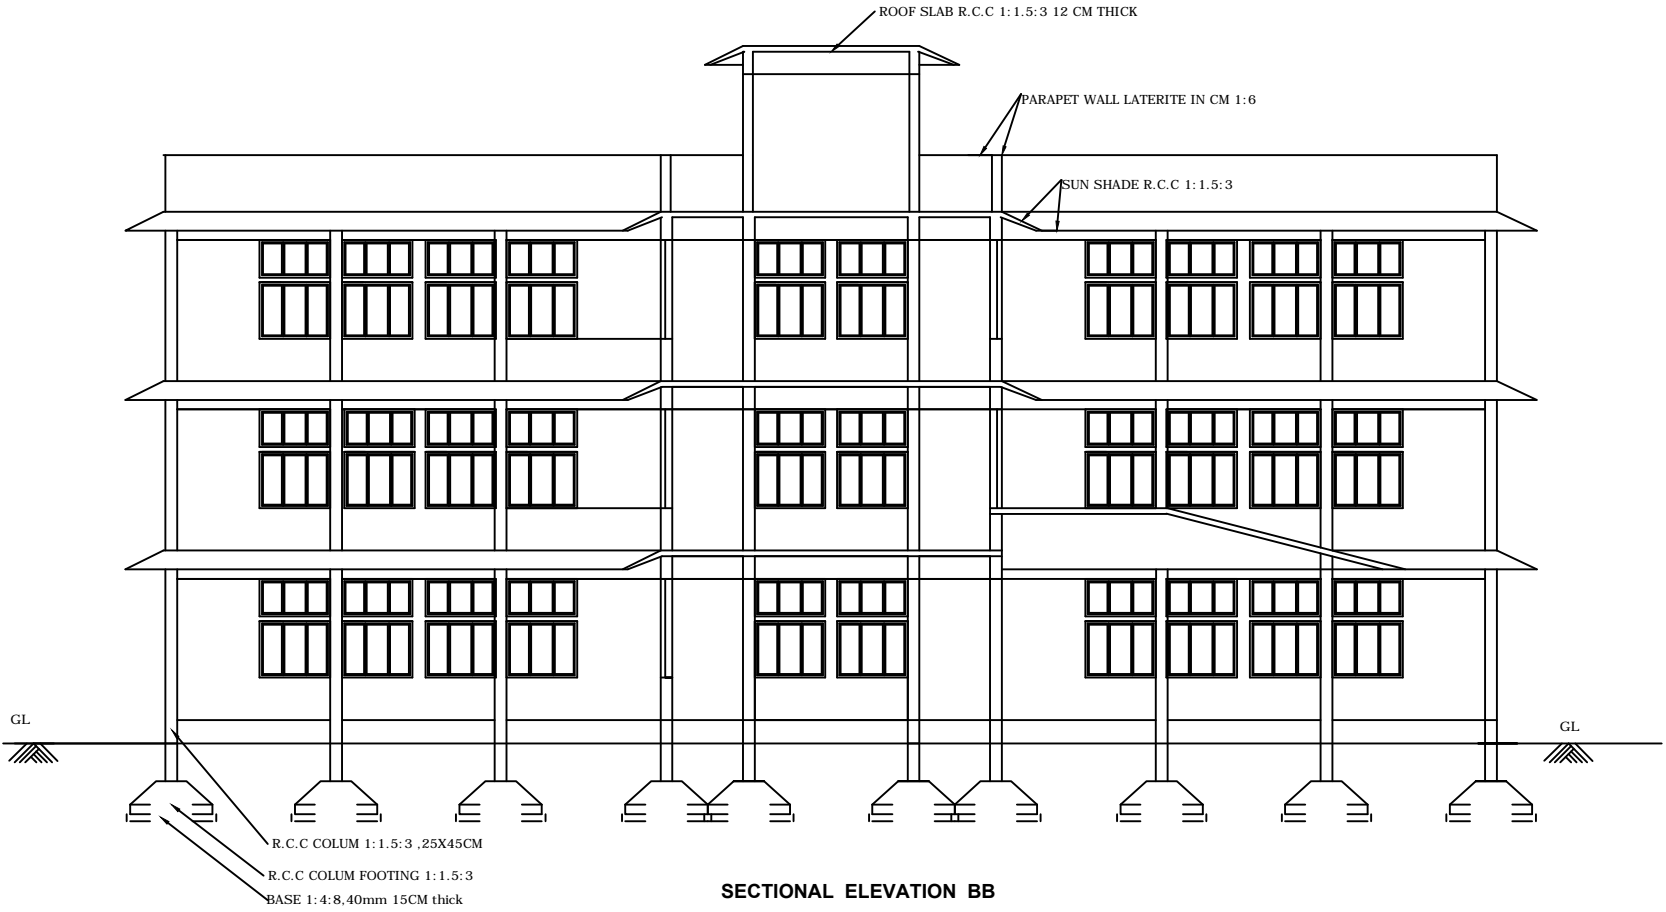 ROOF SLAB R.C.C 1:1.5:3 12 CM THICK
PARAPET WALL LATERITE IN CM 1:6
SUN SHADE R.C.C 1:1.5:3
GL
GL
R.C.C COLUM 1:1.5:3 ,25X45CM
R.C.C COLUM FOOTING 1:1.5:3
BASE 1:4:8,40mm 15CM thick
SECTIONAL ELEVATION BB